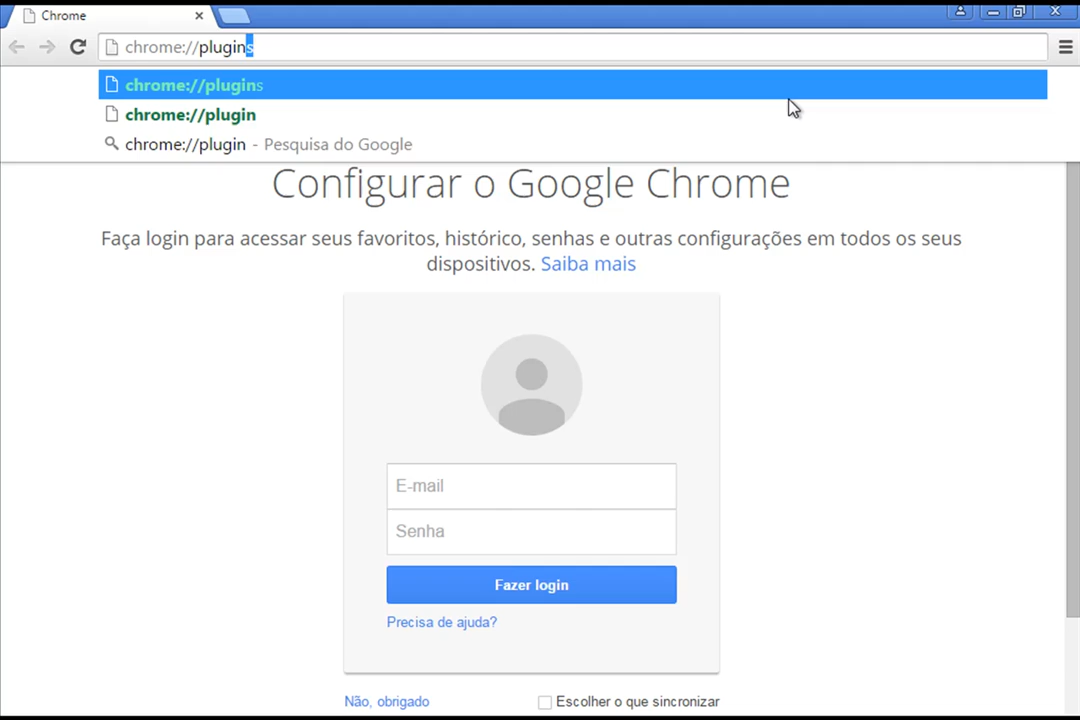 Chrome
chrome://plugins
chrome://plugins
chrome://plugin
chrome://plugin - Pesquisa do Google
Configurar o Google Chrome
Faça login para acessar seus favoritos, histórico, senhas e outras configurações em todos os seus
dispositivos. Saiba mais
E-mail
Senha
Fazer login
Precisa de ajuda?
Não, obrigado
Escolher o que sincronizar